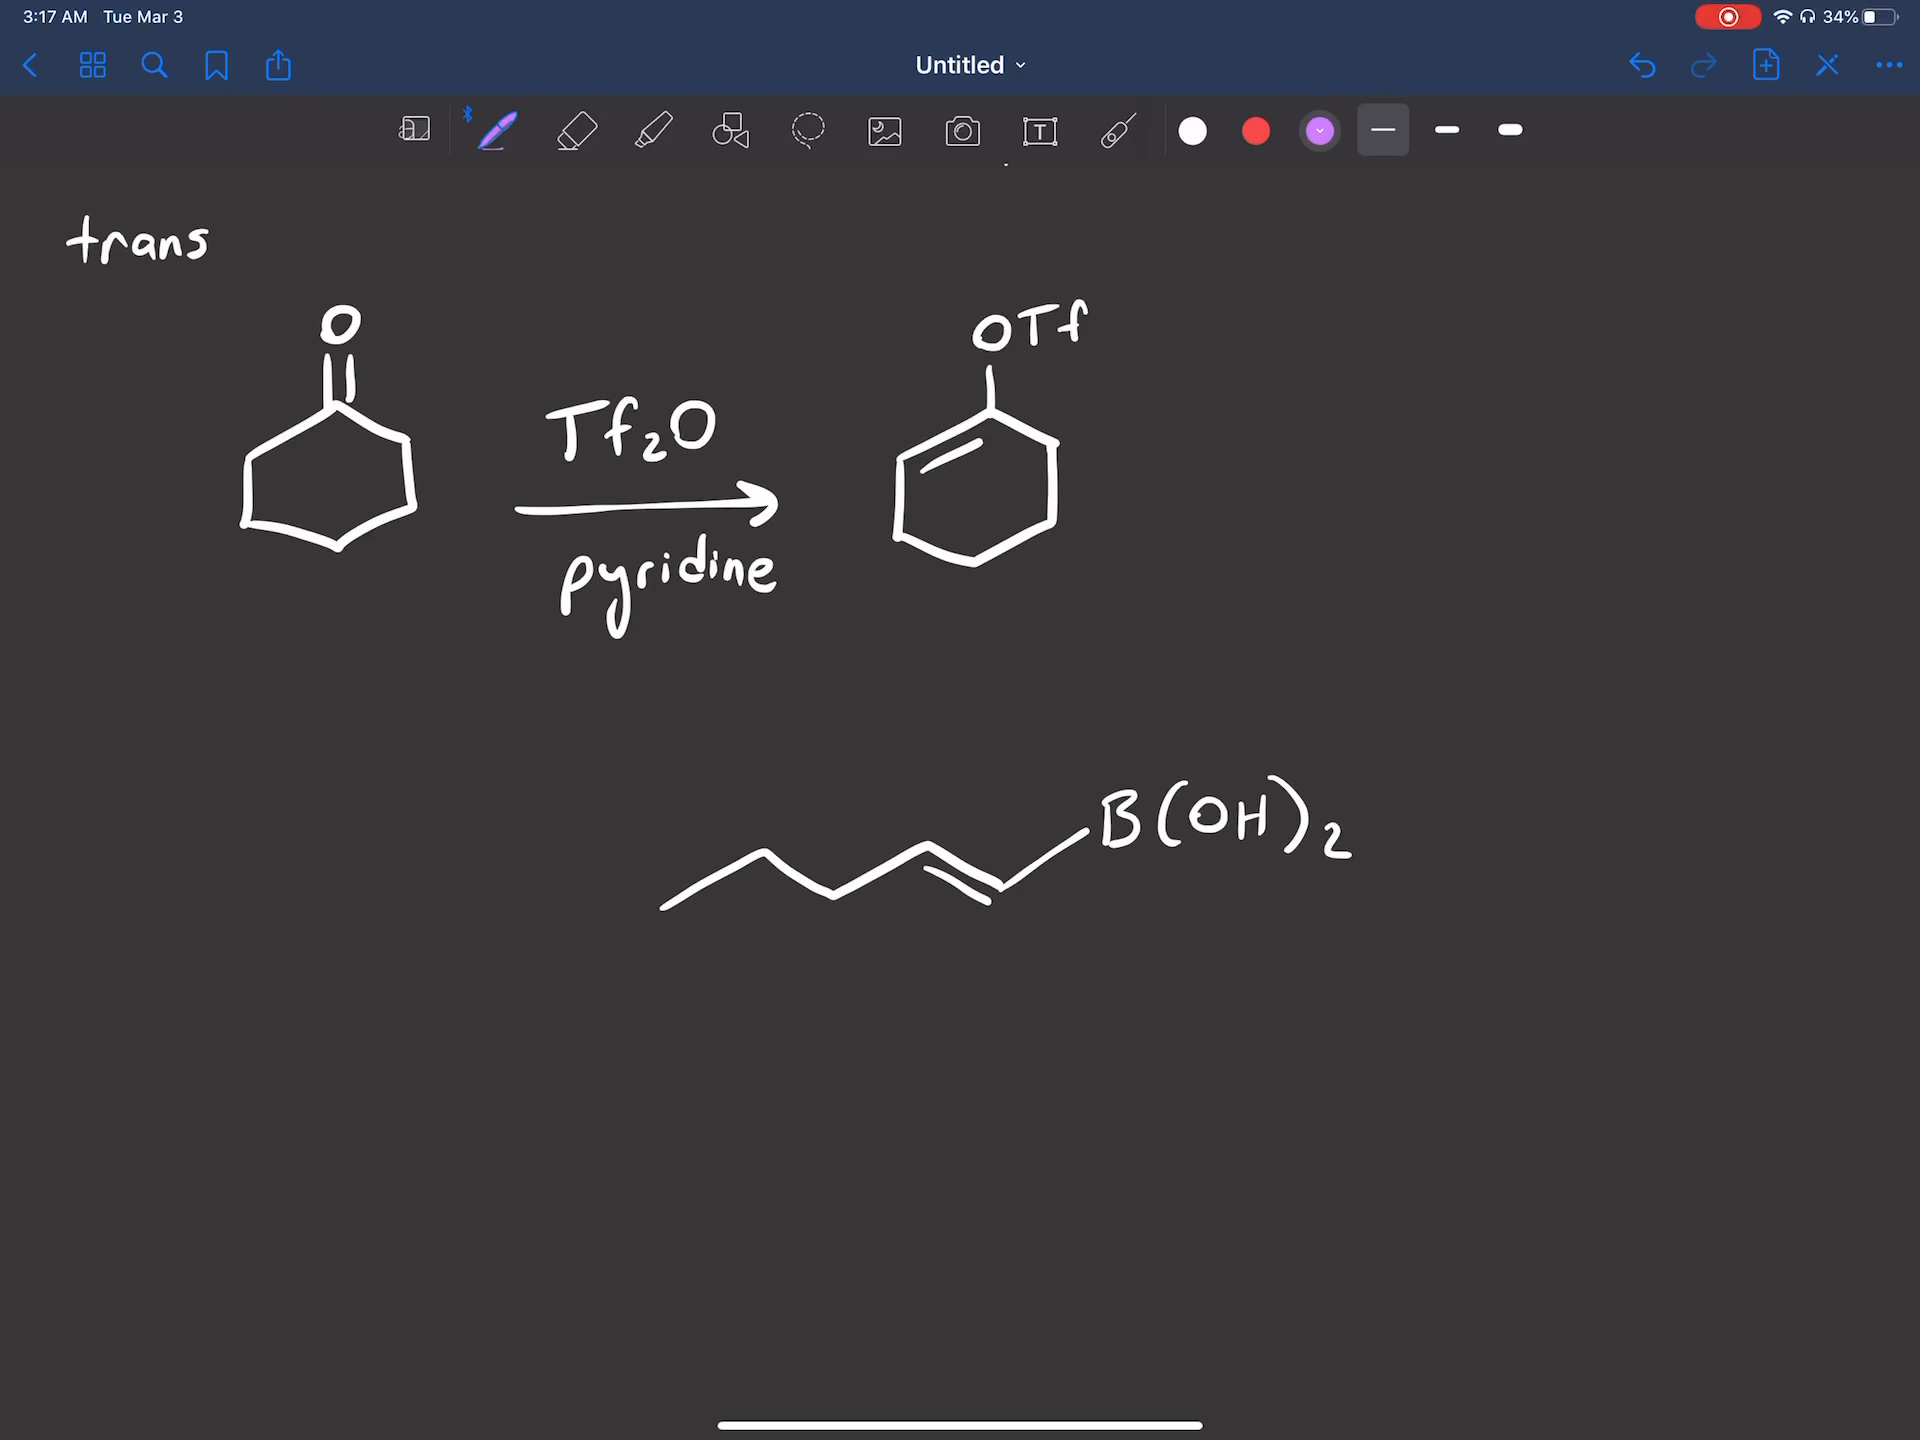 3:17 AM Tue Mar 3
34%
Untitled
T
trans
O
OTf
Tf₂O
pyridine
B(OH)₂